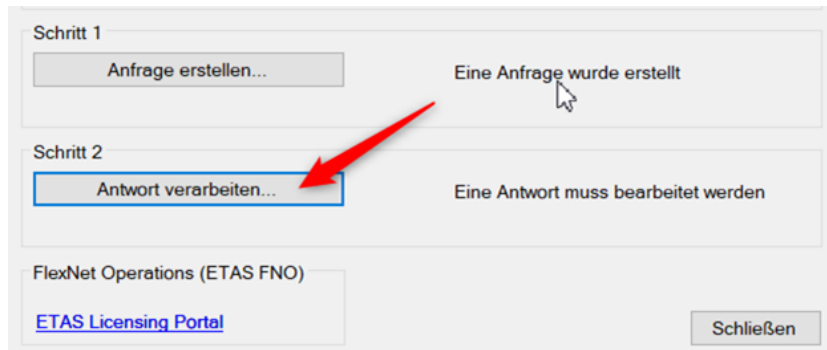 Schritt 1
Anfrage erstellen...
Eine Anfrage wurde erstellt
Schritt 2
Antwort verarbeiten...
Eine Antwort muss bearbeitet werden
FlexNet Operations (ETAS FNO)
ETAS Licensing Portal
Schließen